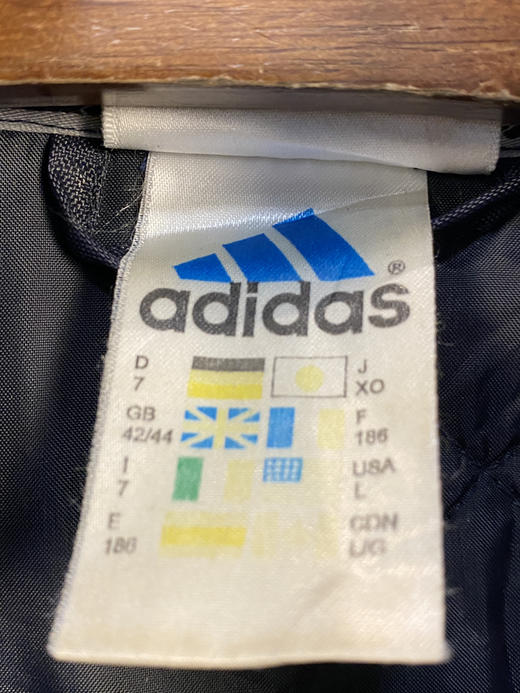 adidas®
D J
7 XO
GB F
42/44 186
I USA
7 L
E CDN
186 L/G